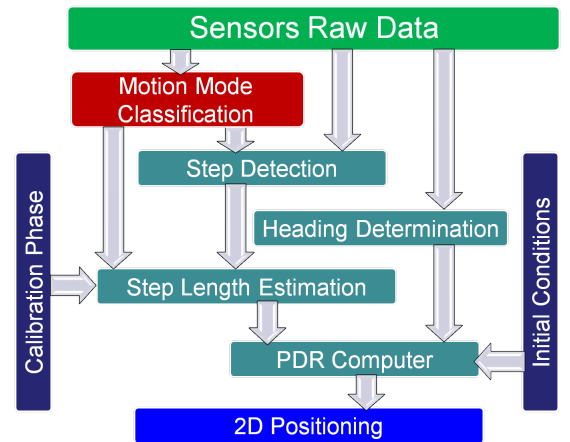 Sensors Raw Data
Motion Mode
Classification
Step Detection
Calibration Phase
Heading Determination
Initial Conditions
Step Length Estimation
PDR Computer
2D Positioning